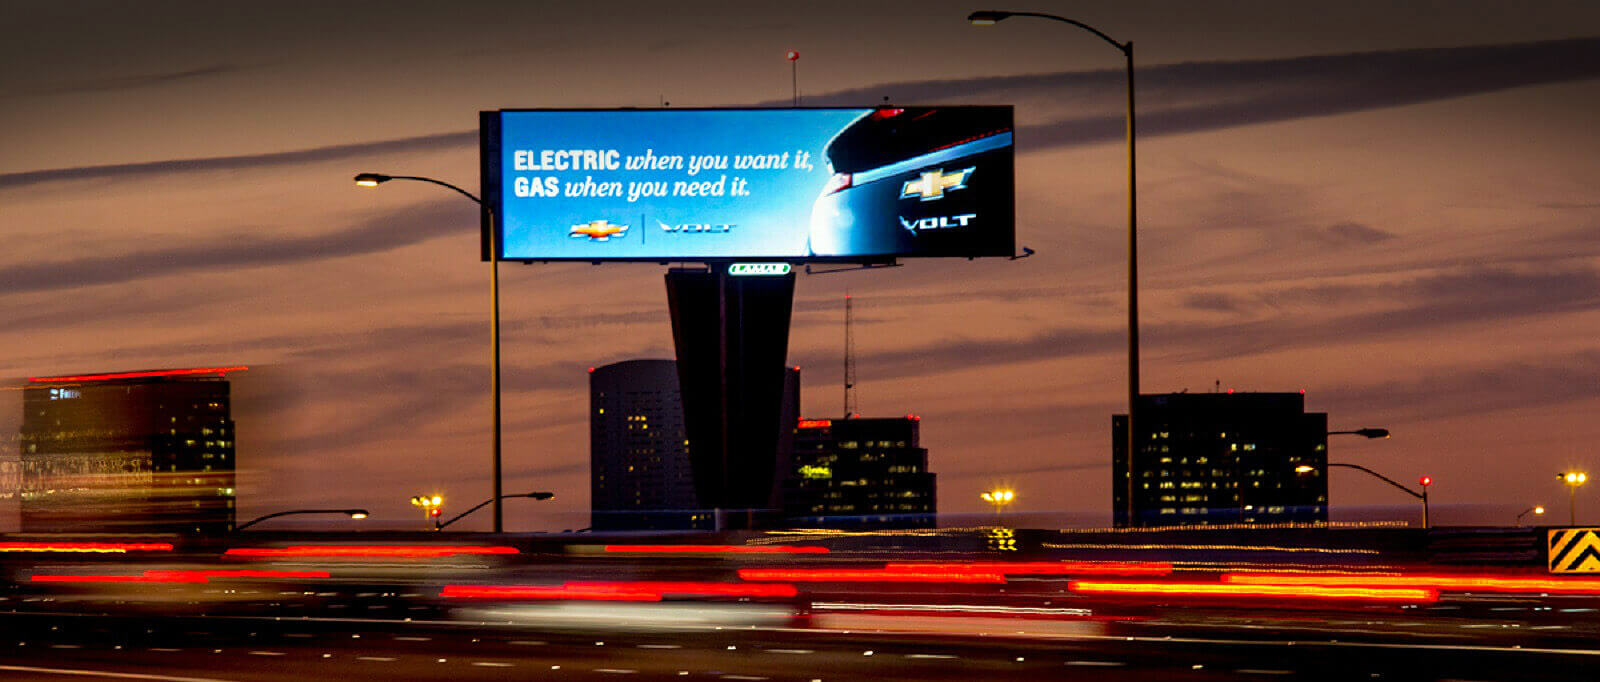 ELECTRIC when you want it,
GAS when you need it.
VOLT
VOLT
LAMAR